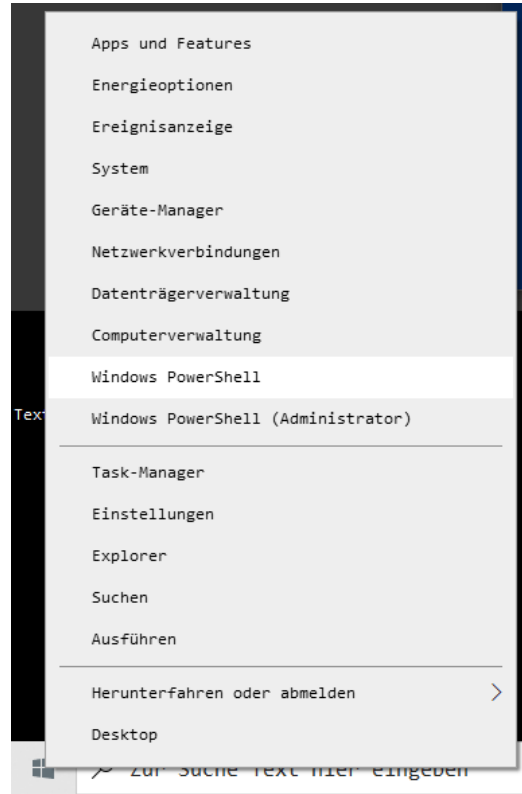 Apps und Features
Energieoptionen
Ereignisanzeige
System
Geräte-Manager
Netzwerkverbindungen
Datenträgerverwaltung
Computerverwaltung
Windows PowerShell
Text
Windows PowerShell (Administrator)
Task-Manager
Einstellungen
Explorer
Suchen
Ausführen
Herunterfahren oder abmelden
Desktop
Zur Suche Text hier eingeben